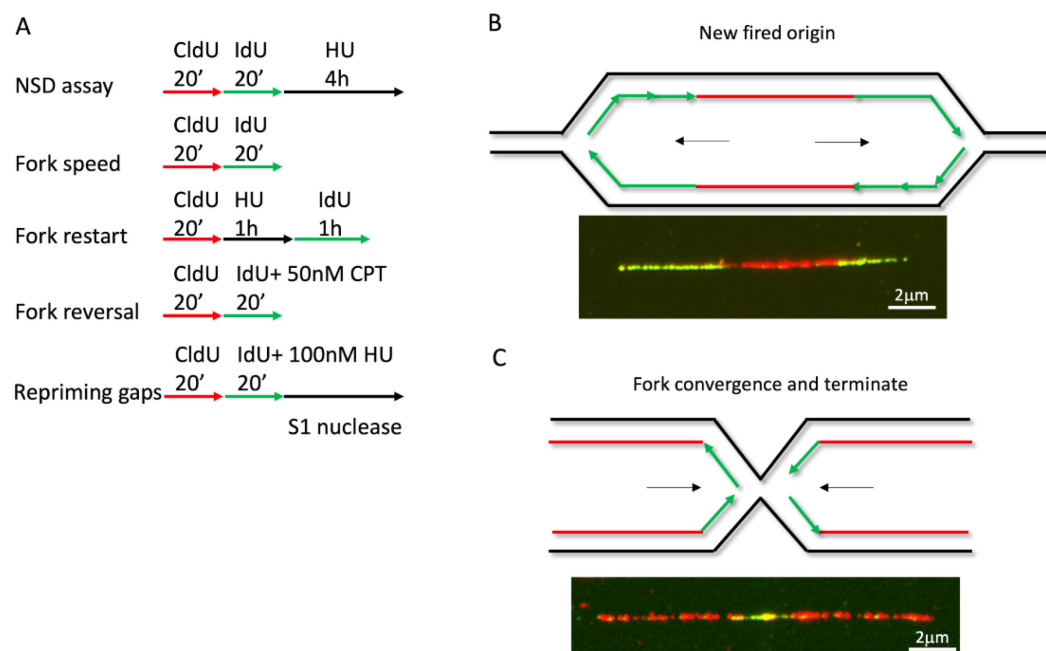 A
CldU IdU HU
NSD assay 20' 20' 4h
CldU IdU
Fork speed 20' 20'
CldU HU IdU
Fork restart 20' 1h 1h
CldU IdU+ 50nM CPT
Fork reversal 20' 20'
CldU IdU+ 100nM HU
Repriming gaps 20' 20'
S1 nuclease
B
New fired origin
2μm
C
Fork convergence and terminate
2μm